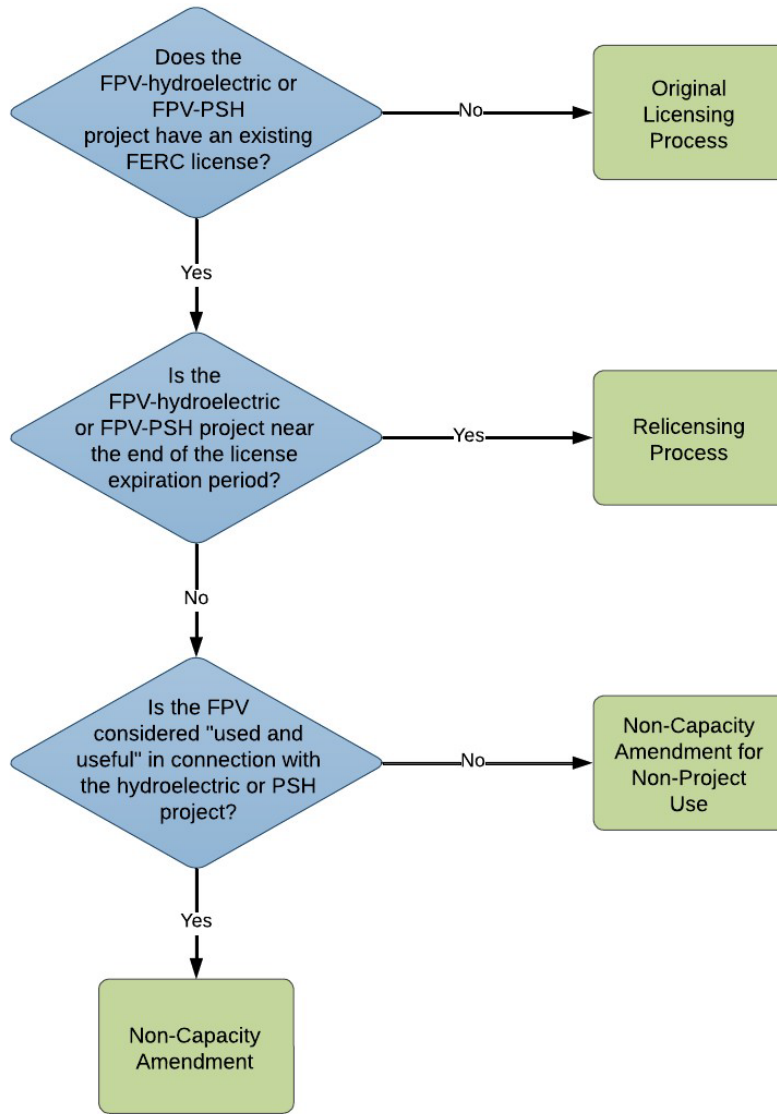 Does the
FPV-hydroelectric or
FPV-PSH
project have an existing
FERC license?
No
Original
Licensing
Process
Yes
Is the
FPV-hydroelectric
or FPV-PSH project near
the end of the license
expiration period?
Yes
Relicensing
Process
No
Is the FPV
considered "used and
useful" in connection with
the hydroelectric or PSH
project?
No
Non-Capacity
Amendment for
Non-Project
Use
Yes
Non-Capacity
Amendment